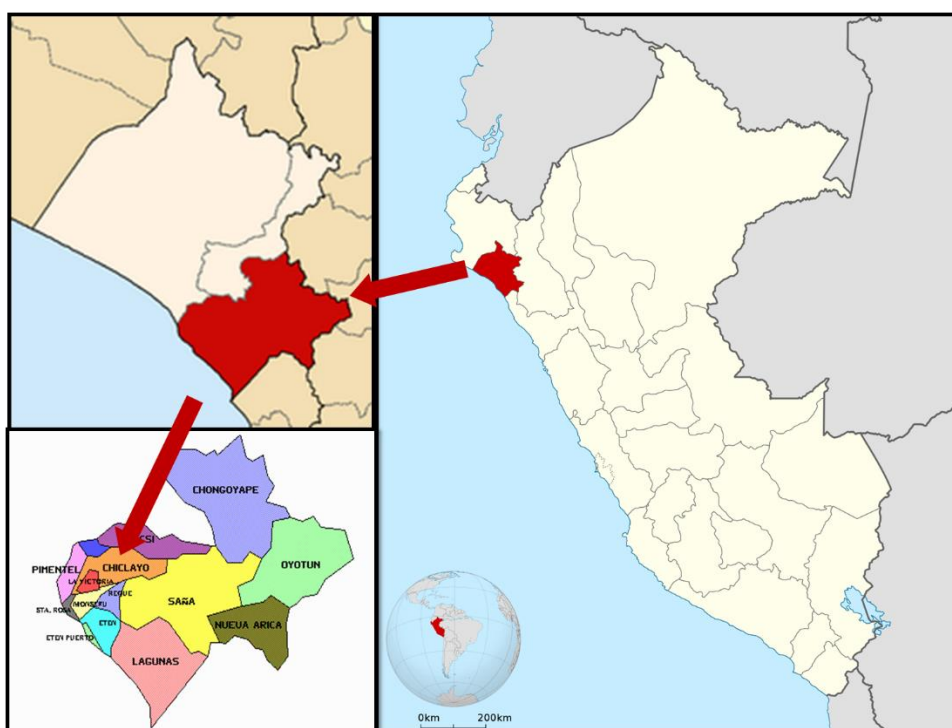 CHONGOYAPE
CSI
OYOTUN
PIMENTEL
CHICLAYO
LA VICTORIA
SAÑA
REQUE
STA. ROSA
MONSEFU
ETEN
ETEN PUERTO
NUEVA ARICA
LAGUNAS
0km 200km